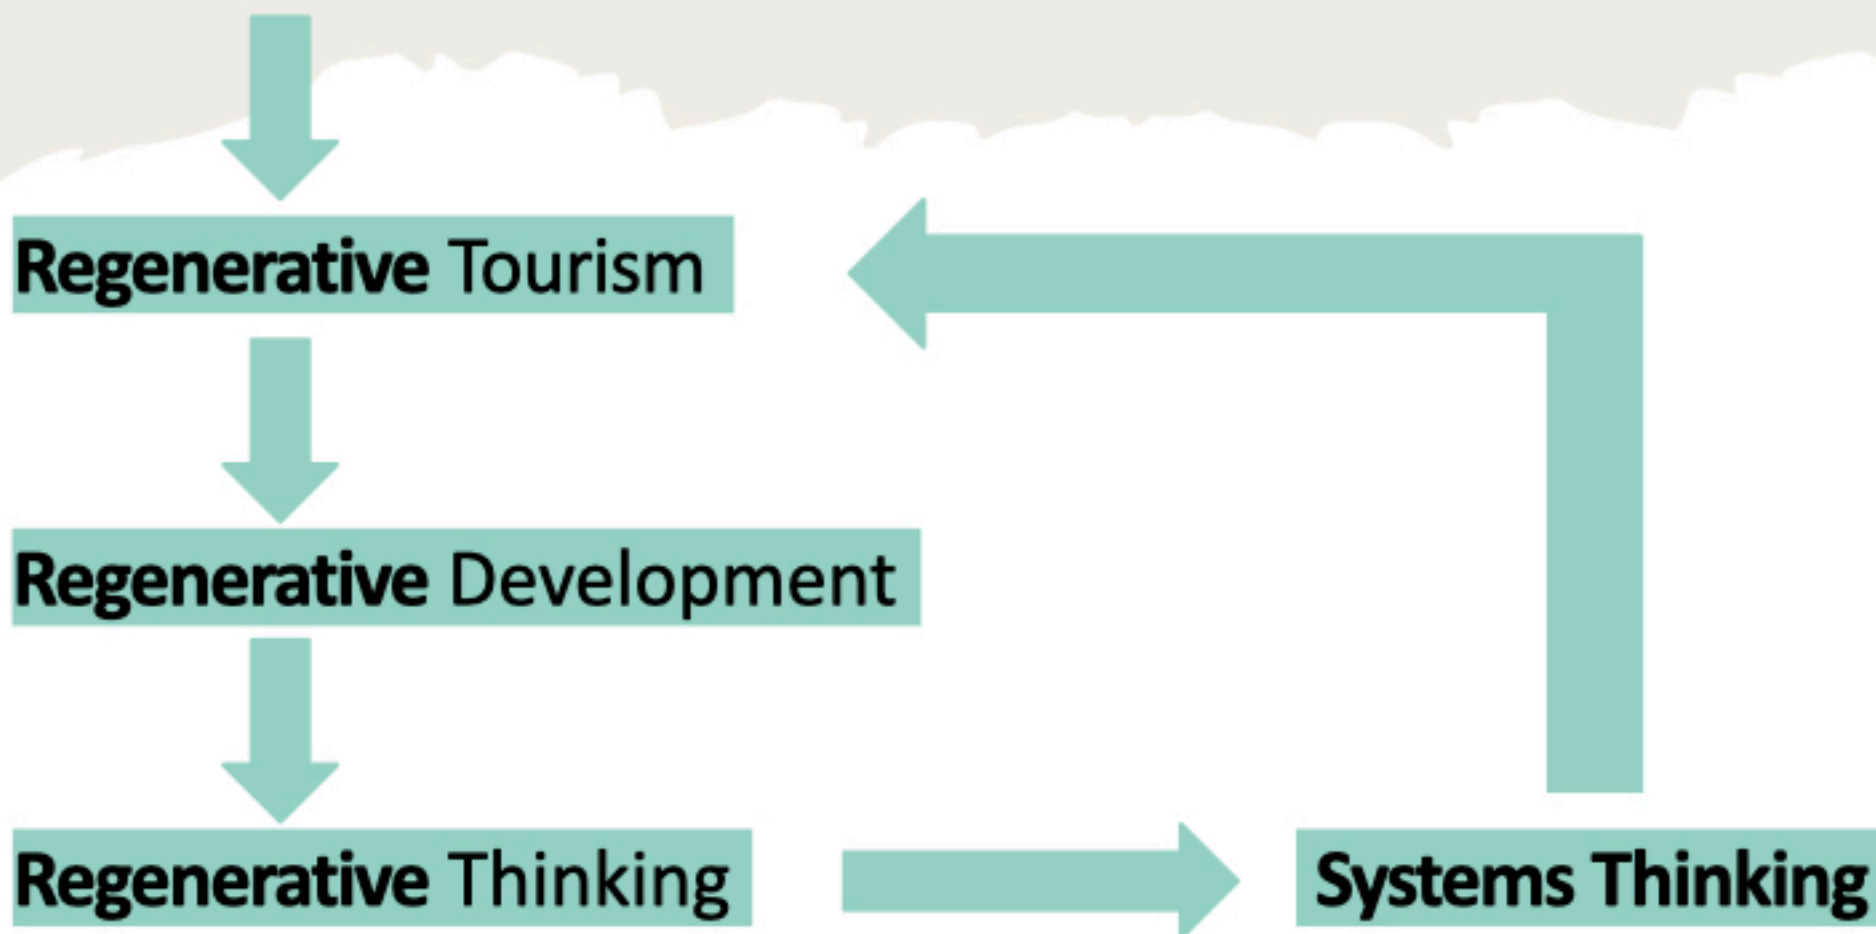 Regenerative Tourism
Regenerative Development
Regenerative Thinking
Systems Thinking